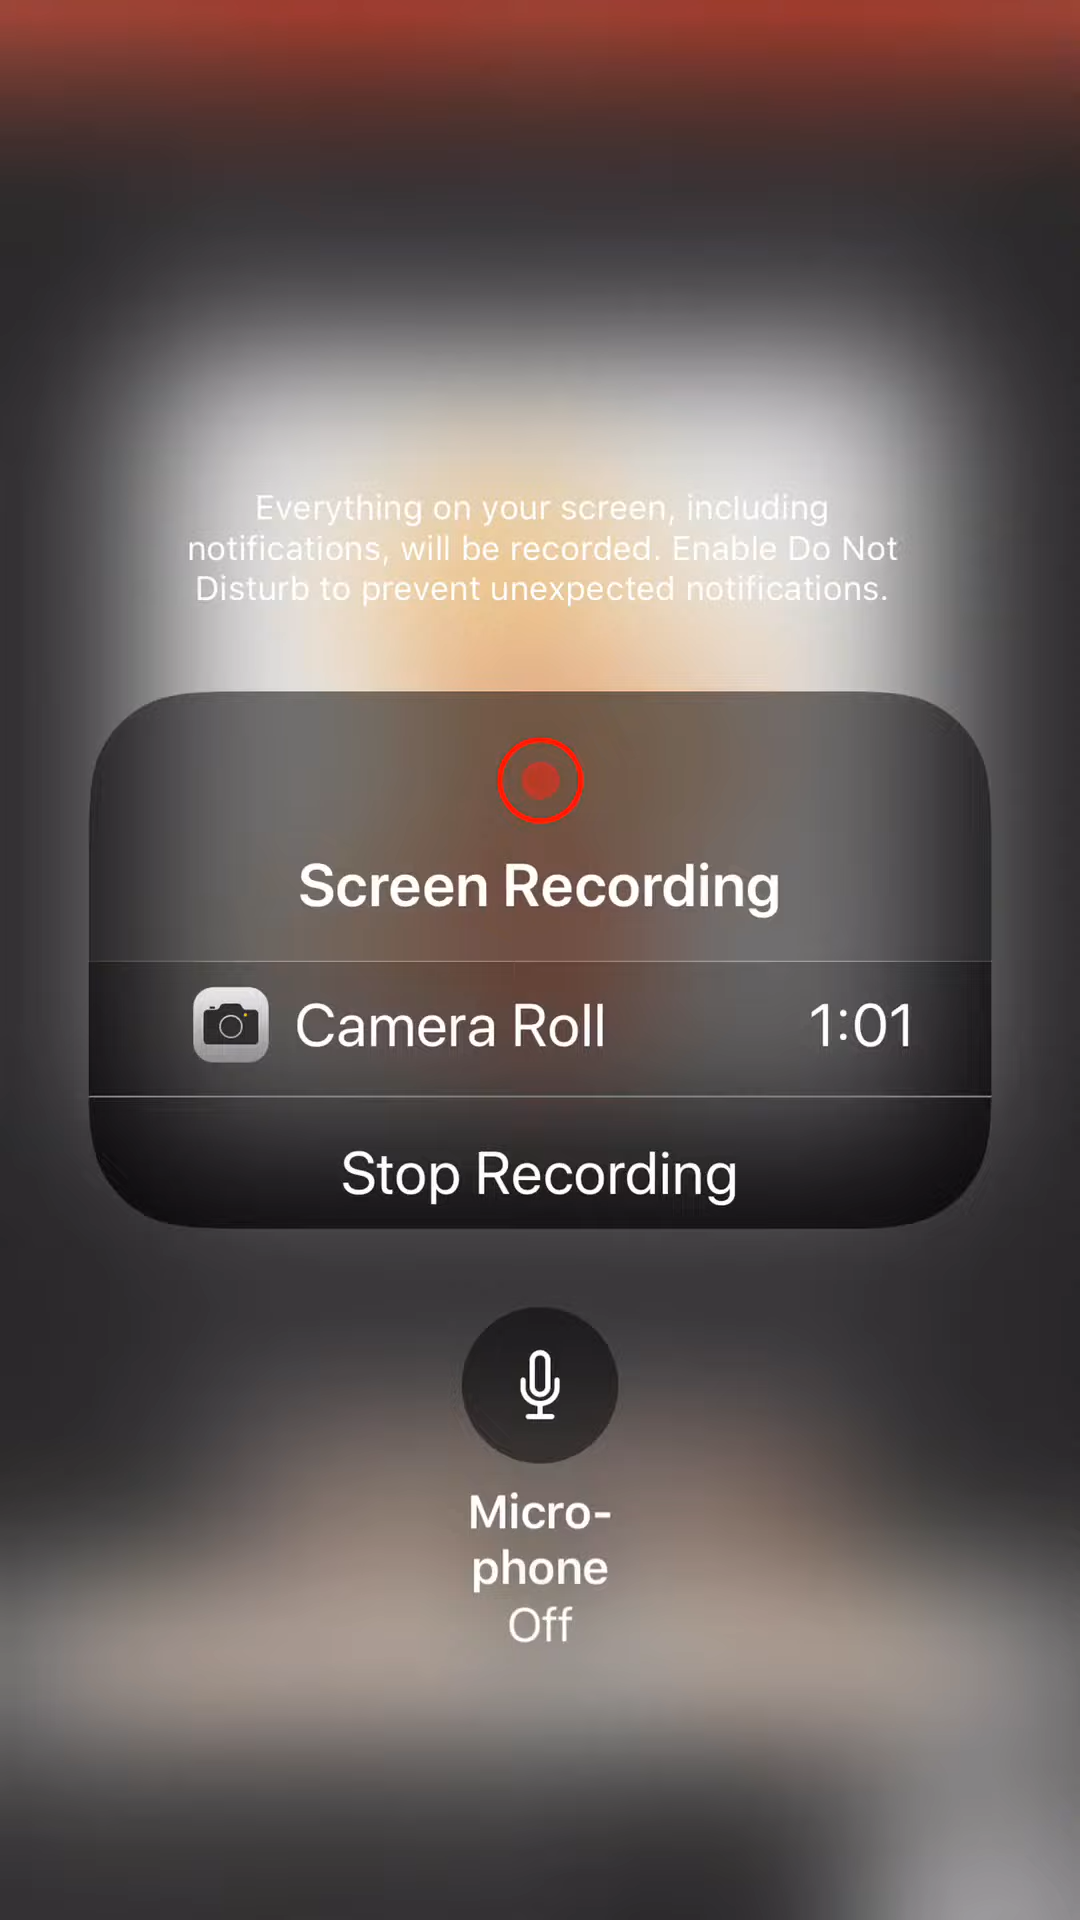 Everything on your screen, including
notifications, will be recorded. Enable Do Not
Disturb to prevent unexpected notifications.
Screen Recording
Camera Roll 1:01
Stop Recording
Micro-
phone
Off